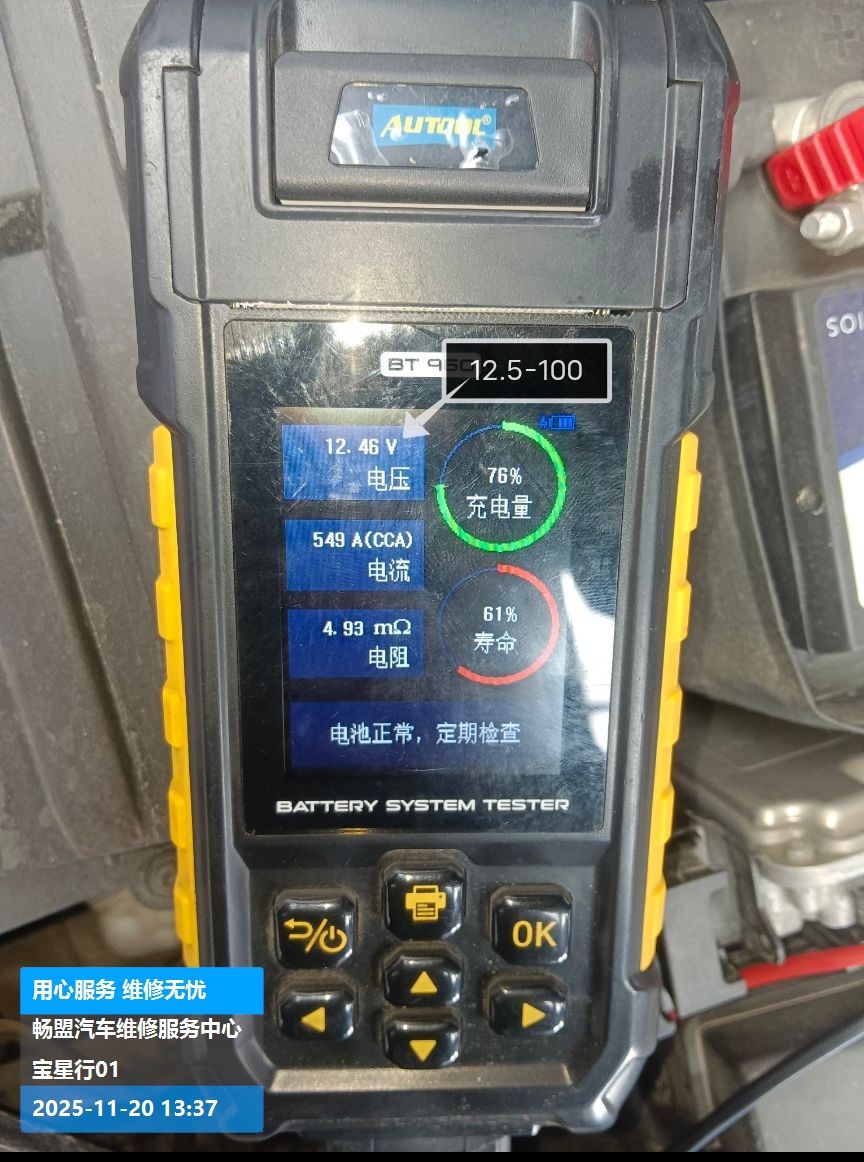 AUTOOL®
12.5-100
12.46 V
电压
76%
充电量
549 A(CCA)
电流
61%
寿命
4.93 mΩ
电阻
电池正常，定期检查
BATTERY SYSTEM TESTER
OK
用心服务 维修无忧
畅盟汽车维修服务中心
宝星行01
2025-11-20 13:37